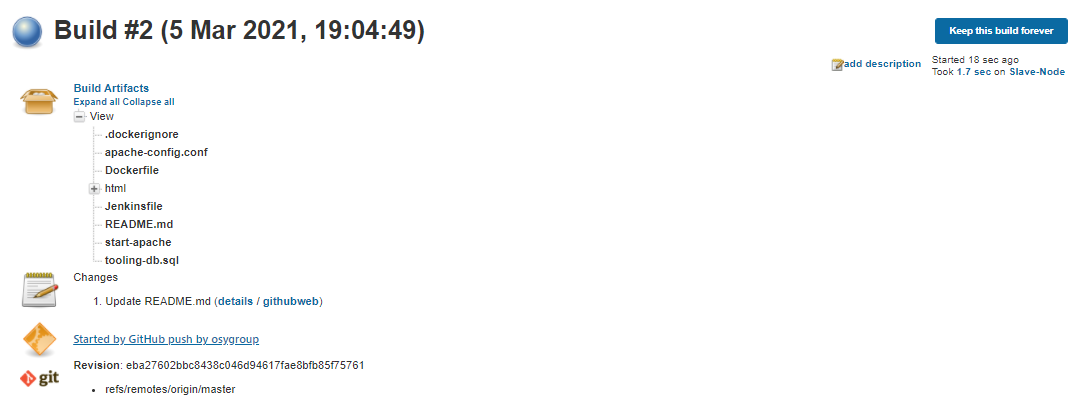 Build #2 (5 Mar 2021, 19:04:49)
Keep this build forever
add description
Started 18 sec ago
Took 1.7 sec on Slave-Node
Build Artifacts
Expand all Collapse all
View
.dockerignore
apache-config.conf
Dockerfile
html
Jenkinsfile
README.md
start-apache
tooling-db.sql
Changes
1. Update README.md (details / githubweb)
Started by GitHub push by osygroup
Revision: eba27602bbc8438c046d94617fae8bfb85f75761
git
• refs/remotes/origin/master